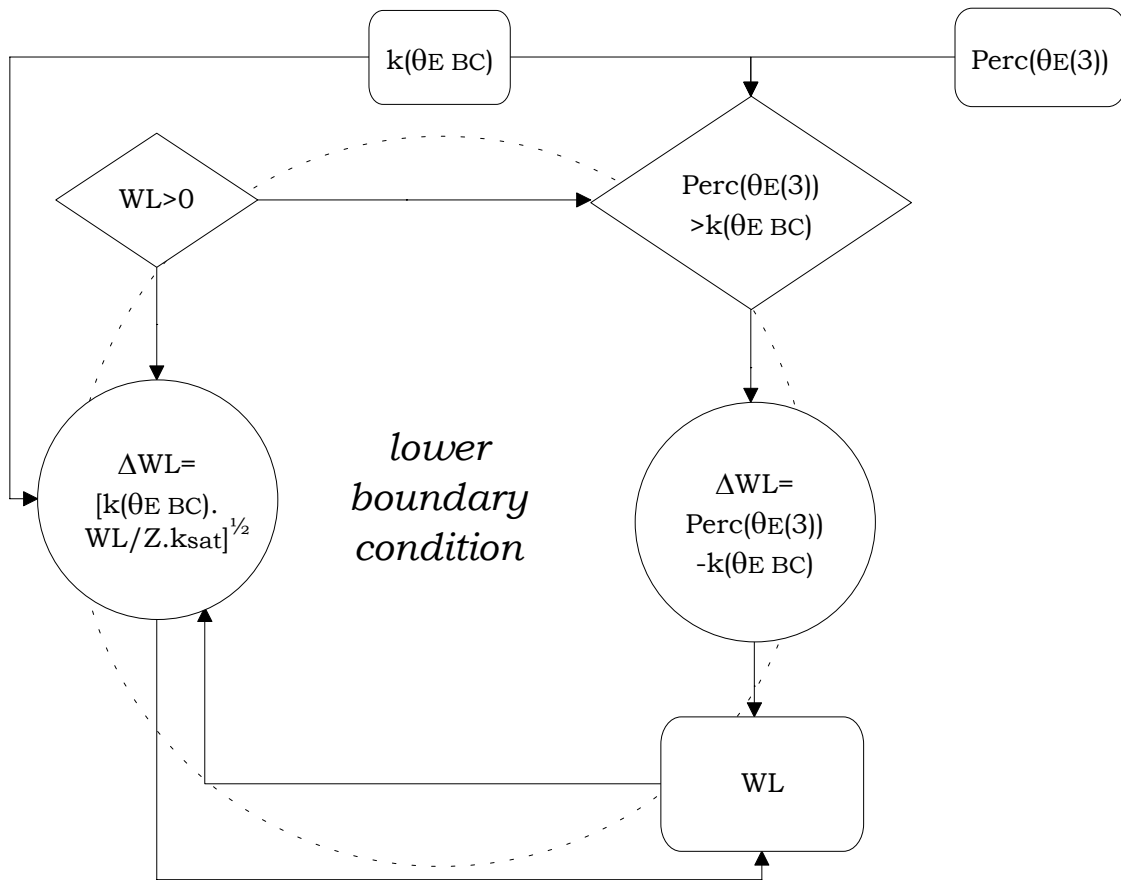 k(θE BC)
Perc(θE(3))
WL>0
Perc(θE(3))
>k(θE BC)
ΔWL=
[k(θE BC).
WL/Z.ksat]½
lower
boundary
condition
ΔWL=
Perc(θE(3))
-k(θE BC)
WL